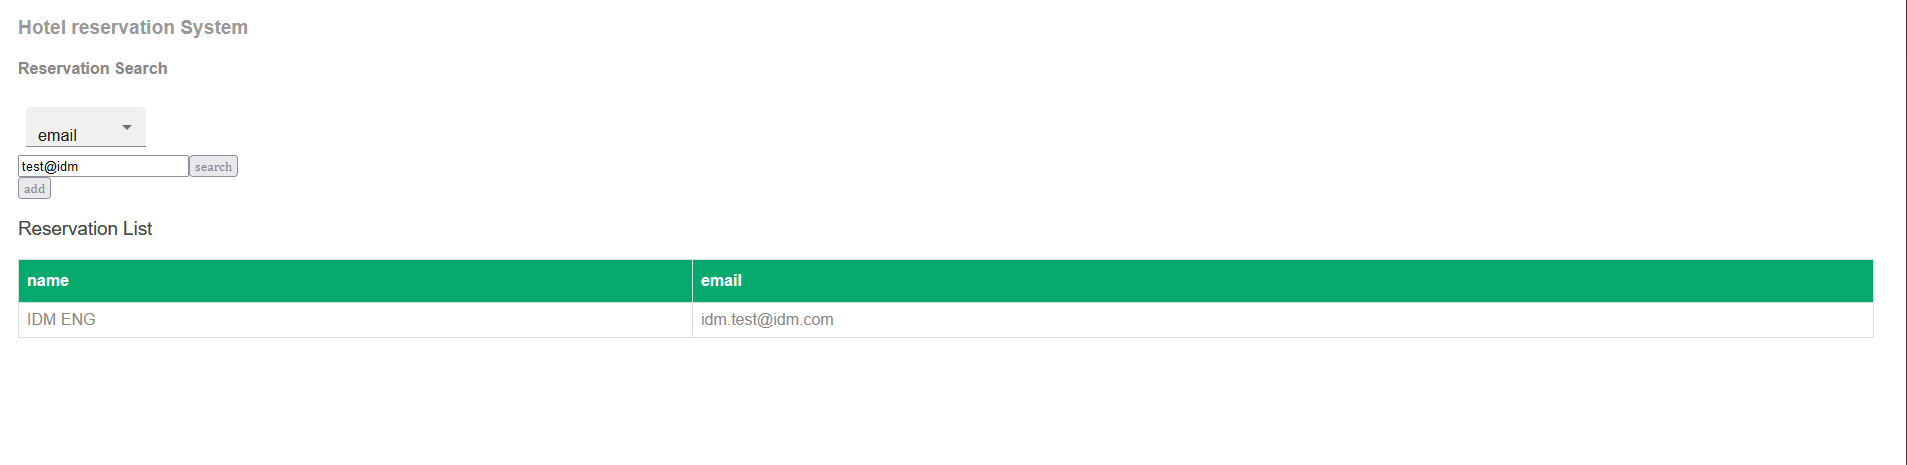 Hotel reservation System
Reservation Search
email
test@idm search
add
Reservation List
name email
IDM ENG idm.test@idm.com